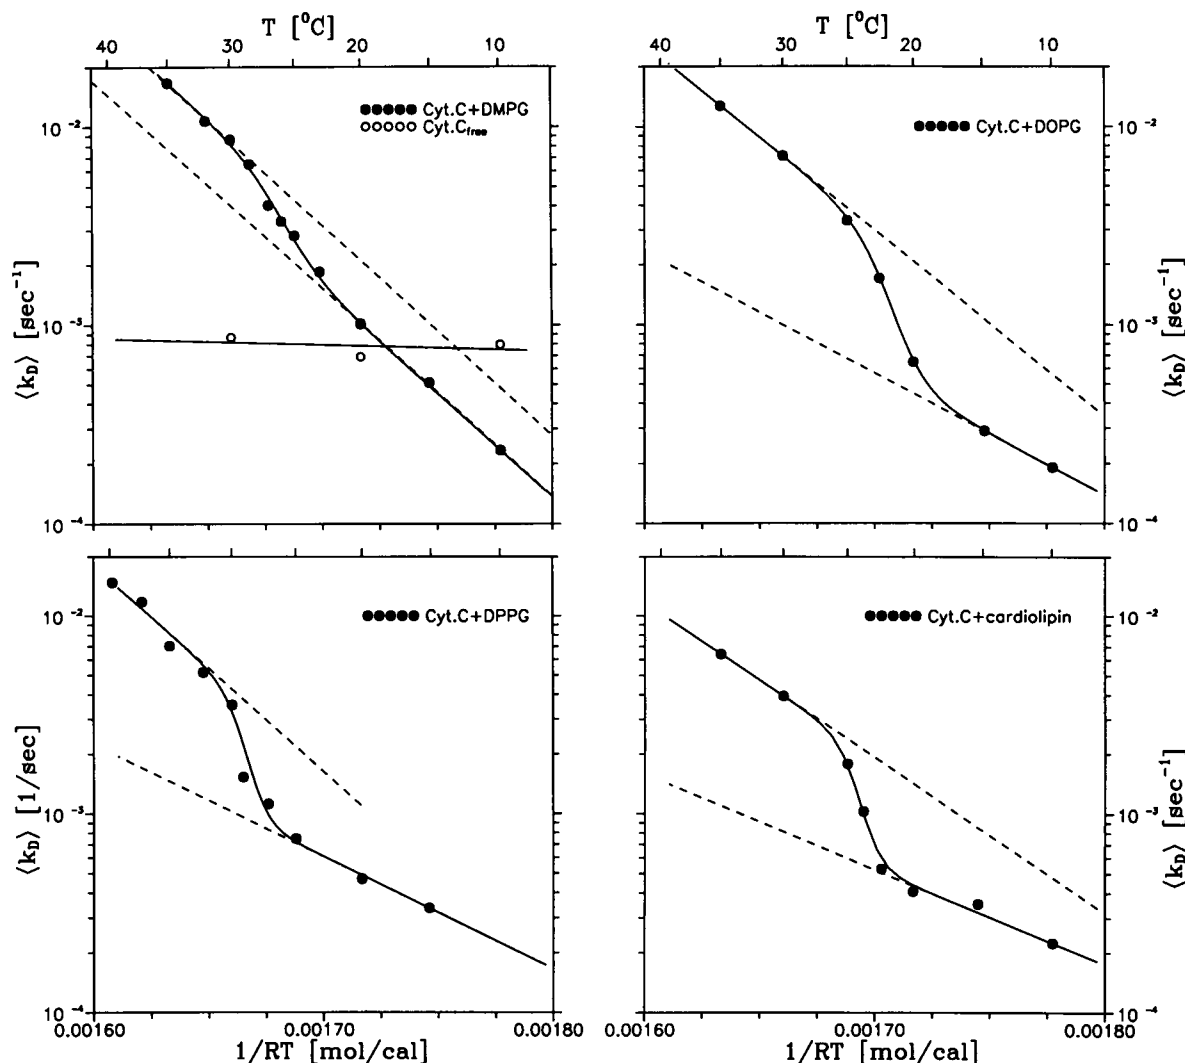 T [°C]
40 30 20 10
10⁻²
10⁻³
10⁻⁴
⟨k_D⟩ [sec⁻¹]
●●●●● Cyt.C+DMPG
○○○○○ Cyt.C_free
T [°C]
40 30 20 10
●●●●● Cyt.C+DOPG
10⁻²
10⁻³
10⁻⁴
⟨k_D⟩ [sec⁻¹]
10⁻²
10⁻³
10⁻⁴
⟨k_D⟩ [1/sec]
●●●●● Cyt.C+DPPG
0.00160 0.00170 0.00180
1/RT [mol/cal]
●●●●● Cyt.C+cardiolipin
10⁻²
10⁻³
10⁻⁴
⟨k_D⟩ [sec⁻¹]
0.00160 0.00170 0.00180
1/RT [mol/cal]